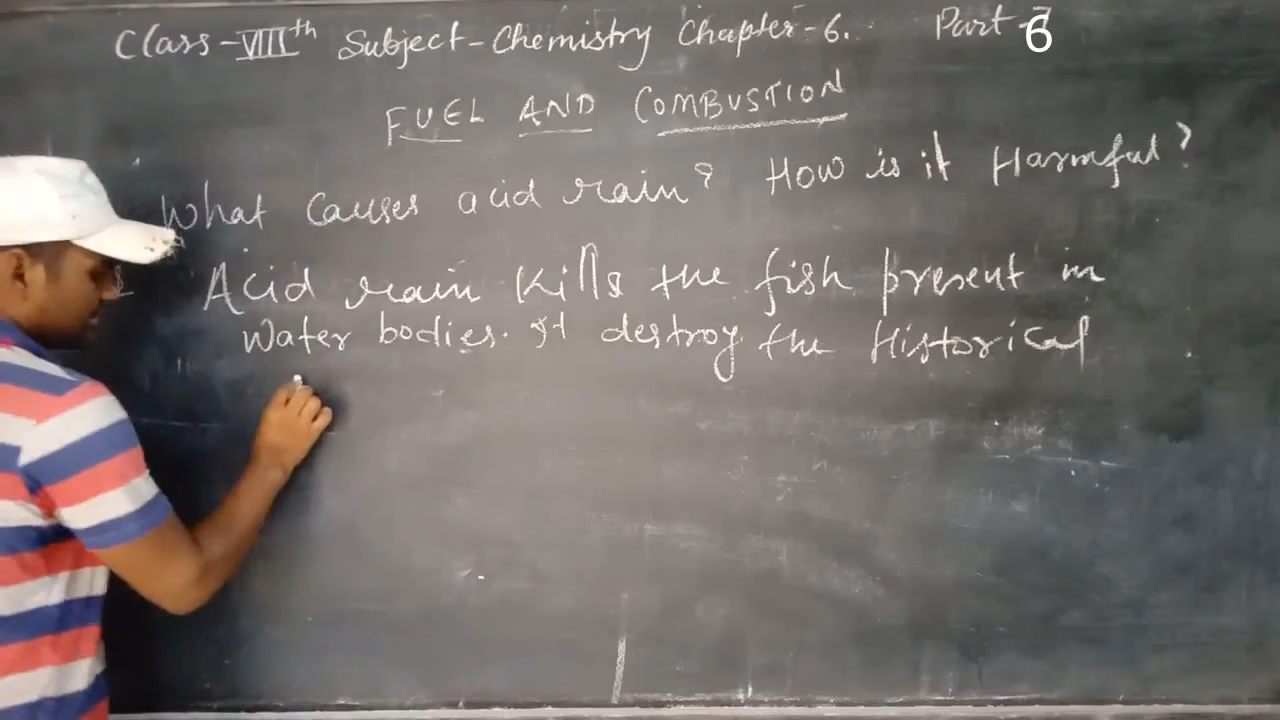 Class-VIIIth Subject-Chemistry Chapter-6. Part-6
FUEL AND COMBUSTION
What causes acid rain? How is it Harmful?
Acid rain kills the fish present in
Water bodies. It destroy the Historical